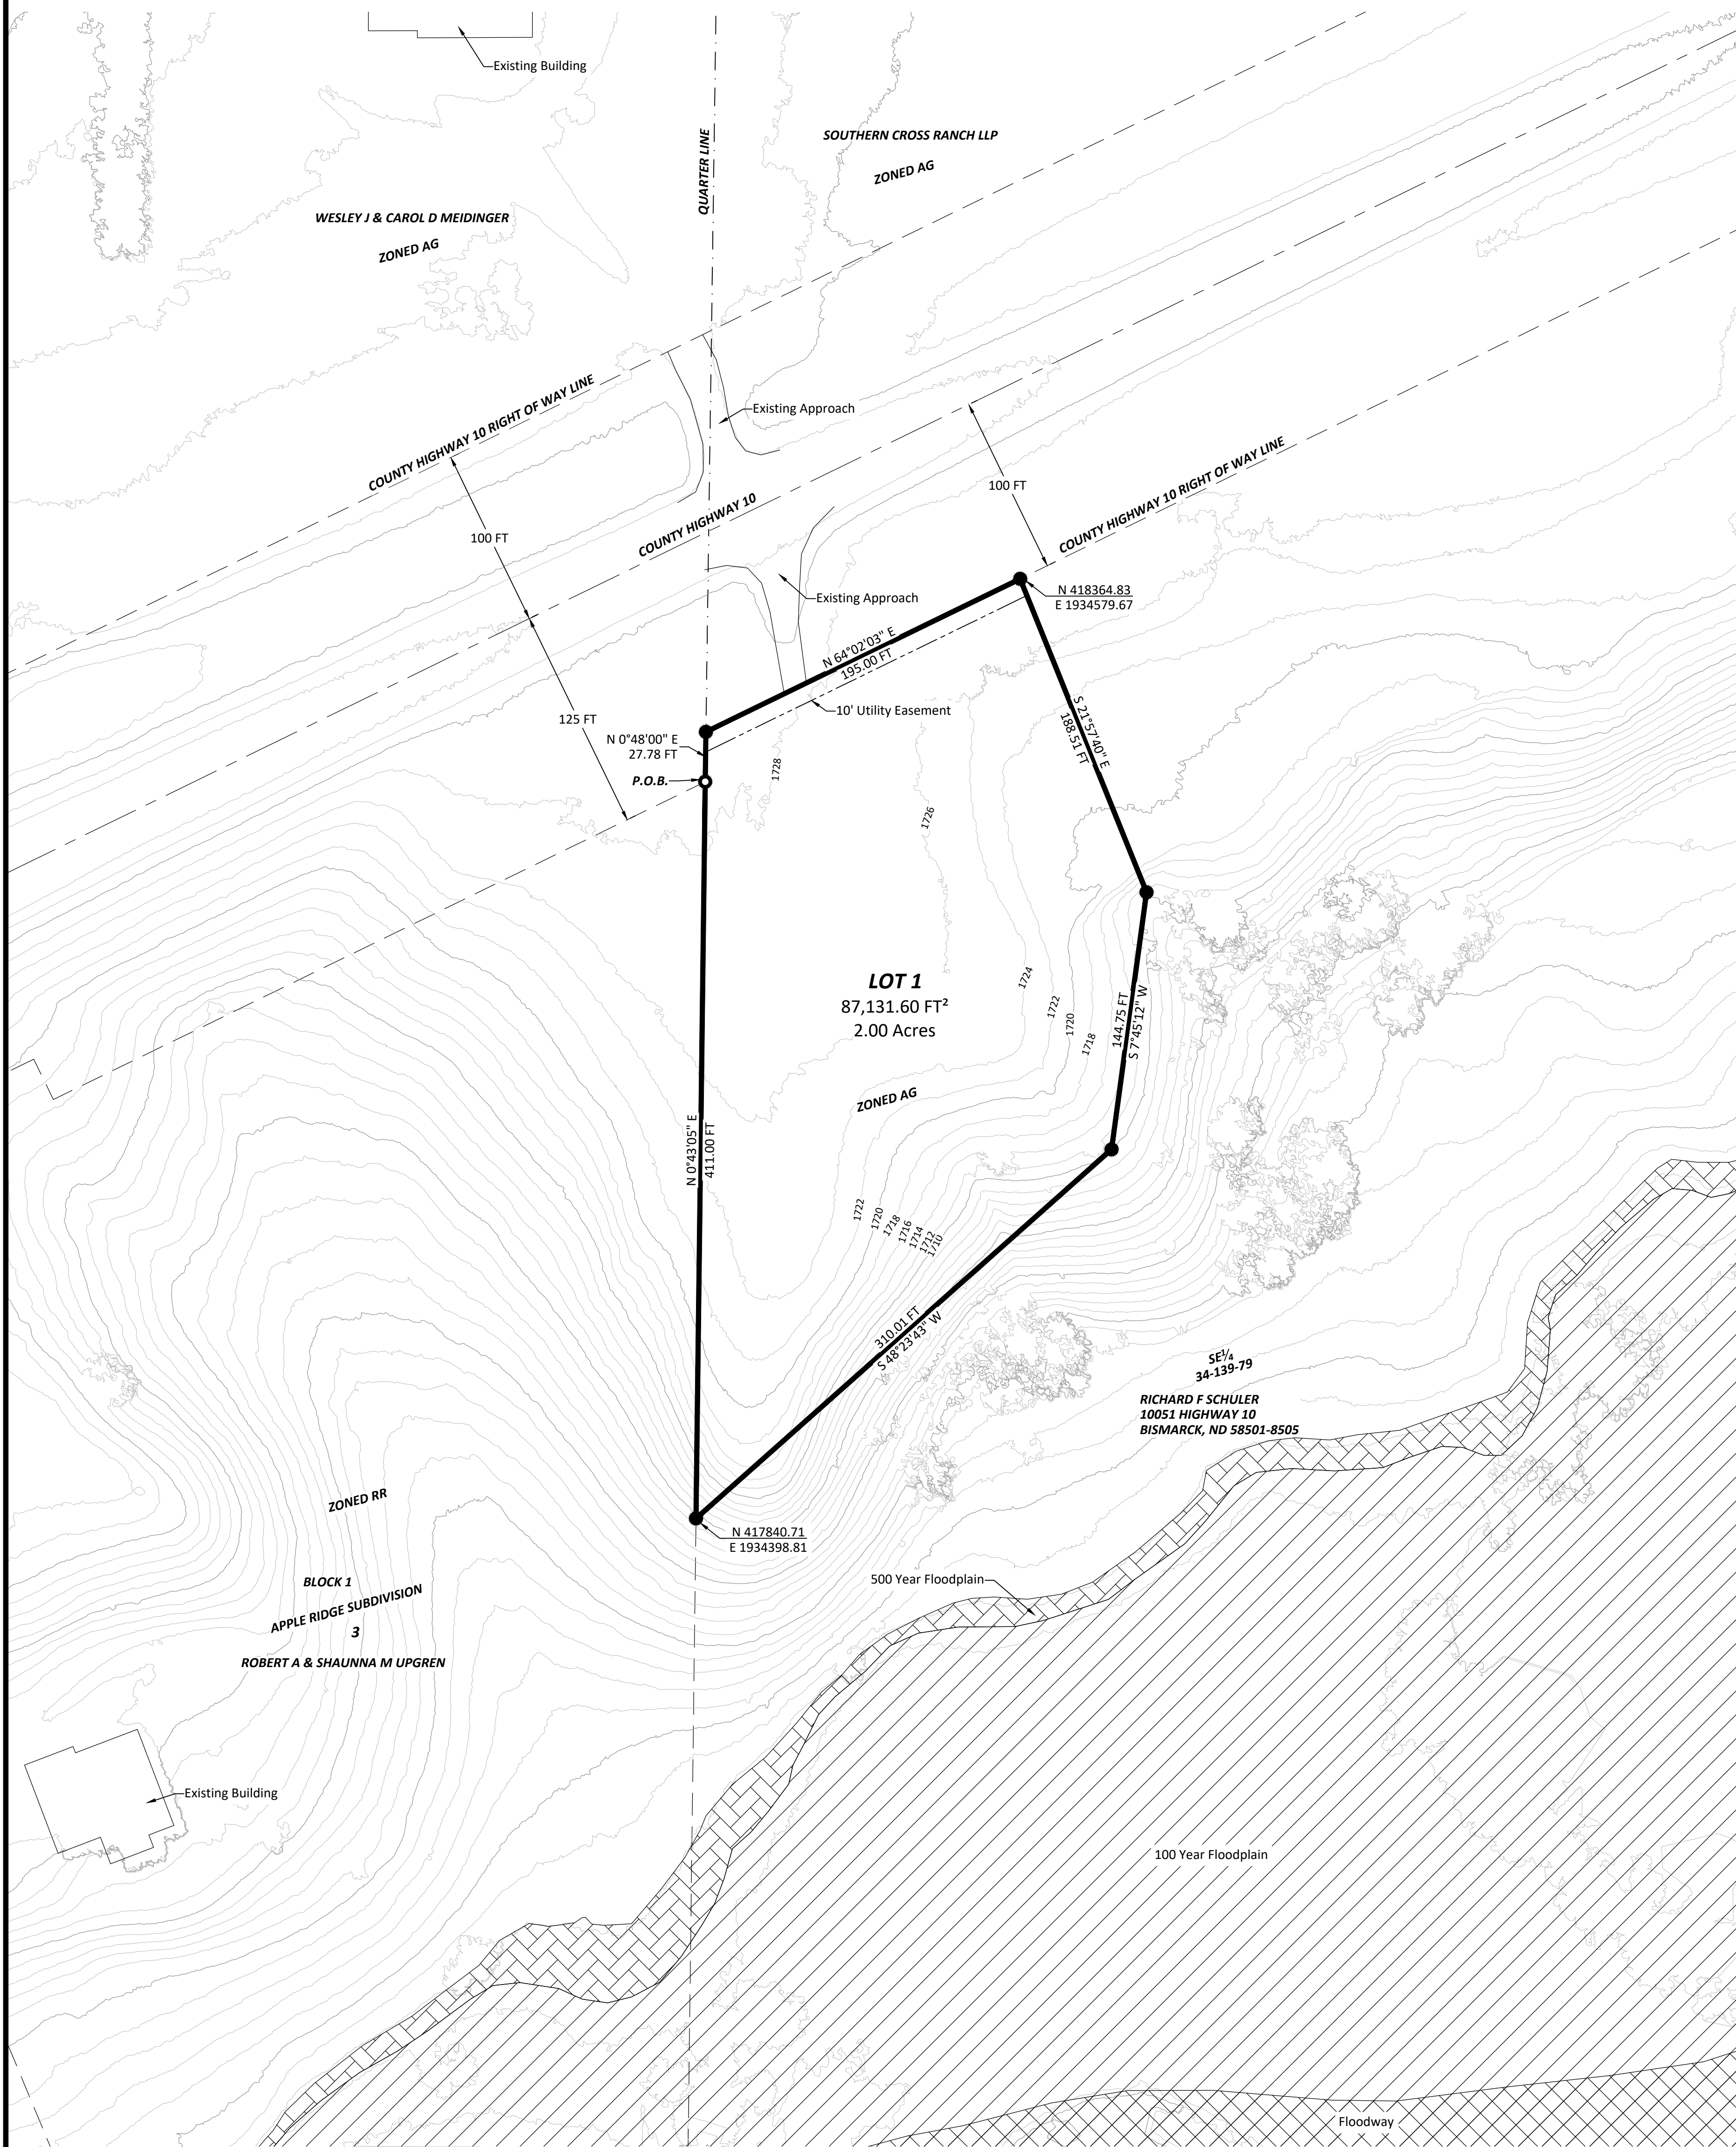 Existing Building
SOUTHERN CROSS RANCH LLP
ZONED AG
QUARTER LINE
WESLEY J & CAROL D MEIDINGER
ZONED AG
COUNTY HIGHWAY 10 RIGHT OF WAY LINE
Existing Approach
100 FT
COUNTY HIGHWAY 10 RIGHT OF WAY LINE
COUNTY HIGHWAY 10
100 FT
Existing Approach
N 418364.83
E 1934579.67
N 64°02'03" E
195.00 FT
10' Utility Easement
125 FT
N 0°48'00" E
27.78 FT
P.O.B.
S 21°57'40" E
188.51 FT
1728
1726
LOT 1
87,131.60 FT²
2.00 Acres
1724
1722
1720
1718
144.75 FT
S 7°45'12" W
ZONED AG
N 0°43'05" E
411.00 FT
1722
1720
1718
1716
1714
1712
1710
310.01 FT
S 48°23'43" W
SE¼
34-139-79
RICHARD F SCHULER
10051 HIGHWAY 10
BISMARCK, ND 58501-8505
ZONED RR
N 417840.71
E 1934398.81
BLOCK 1
APPLE RIDGE SUBDIVISION
3
ROBERT A & SHAUNNA M UPGREN
500 Year Floodplain
Existing Building
100 Year Floodplain
Floodway